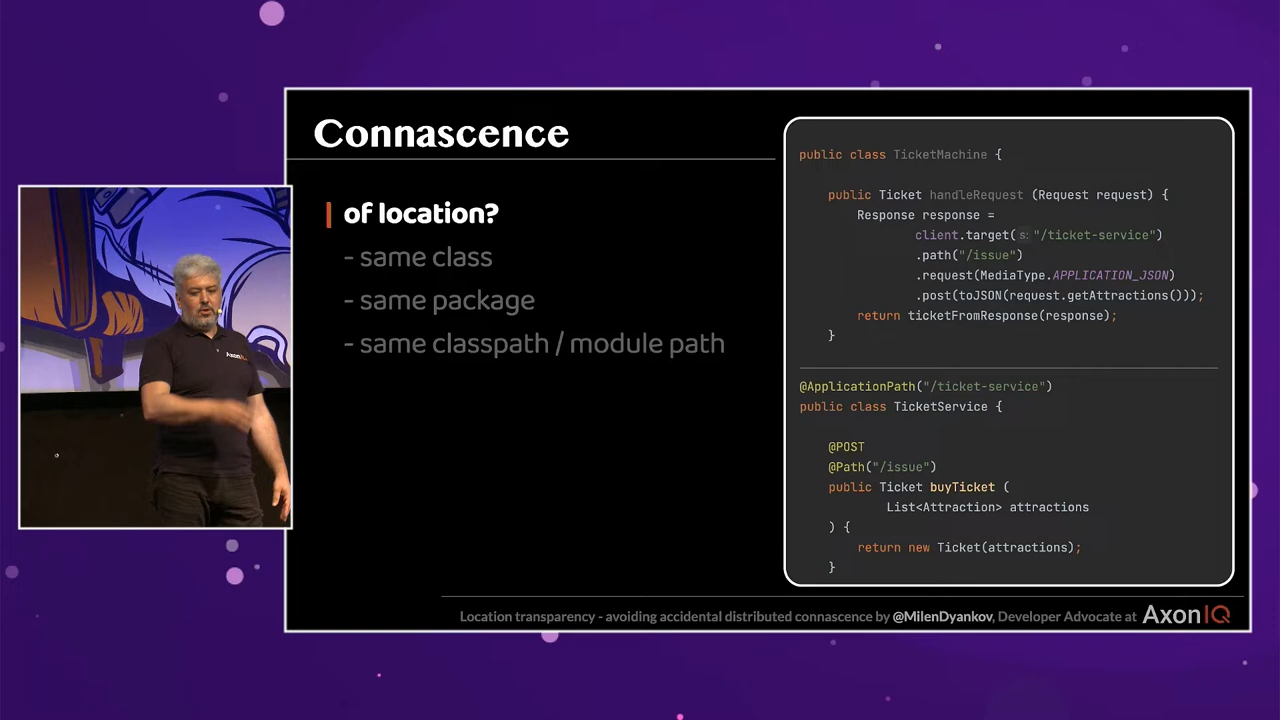 Connascence
of location?
- same class
- same package
- same classpath / module path
public class TicketMachine {
public Ticket handleRequest (Request request) {
Response response =
client.target( s: "/ticket-service")
.path("/issue")
.request(MediaType.APPLICATION_JSON)
.post(toJSON(request.getAttractions()));
return ticketFromResponse(response);
}
@ApplicationPath("/ticket-service")
public class TicketService {
@POST
@Path("/issue")
public Ticket buyTicket (
List<Attraction> attractions
) {
return new Ticket(attractions);
}
Location transparency - avoiding accidental distributed connascence by @MilenDyankov, Developer Advocate at AxonIQ
AxonIQ